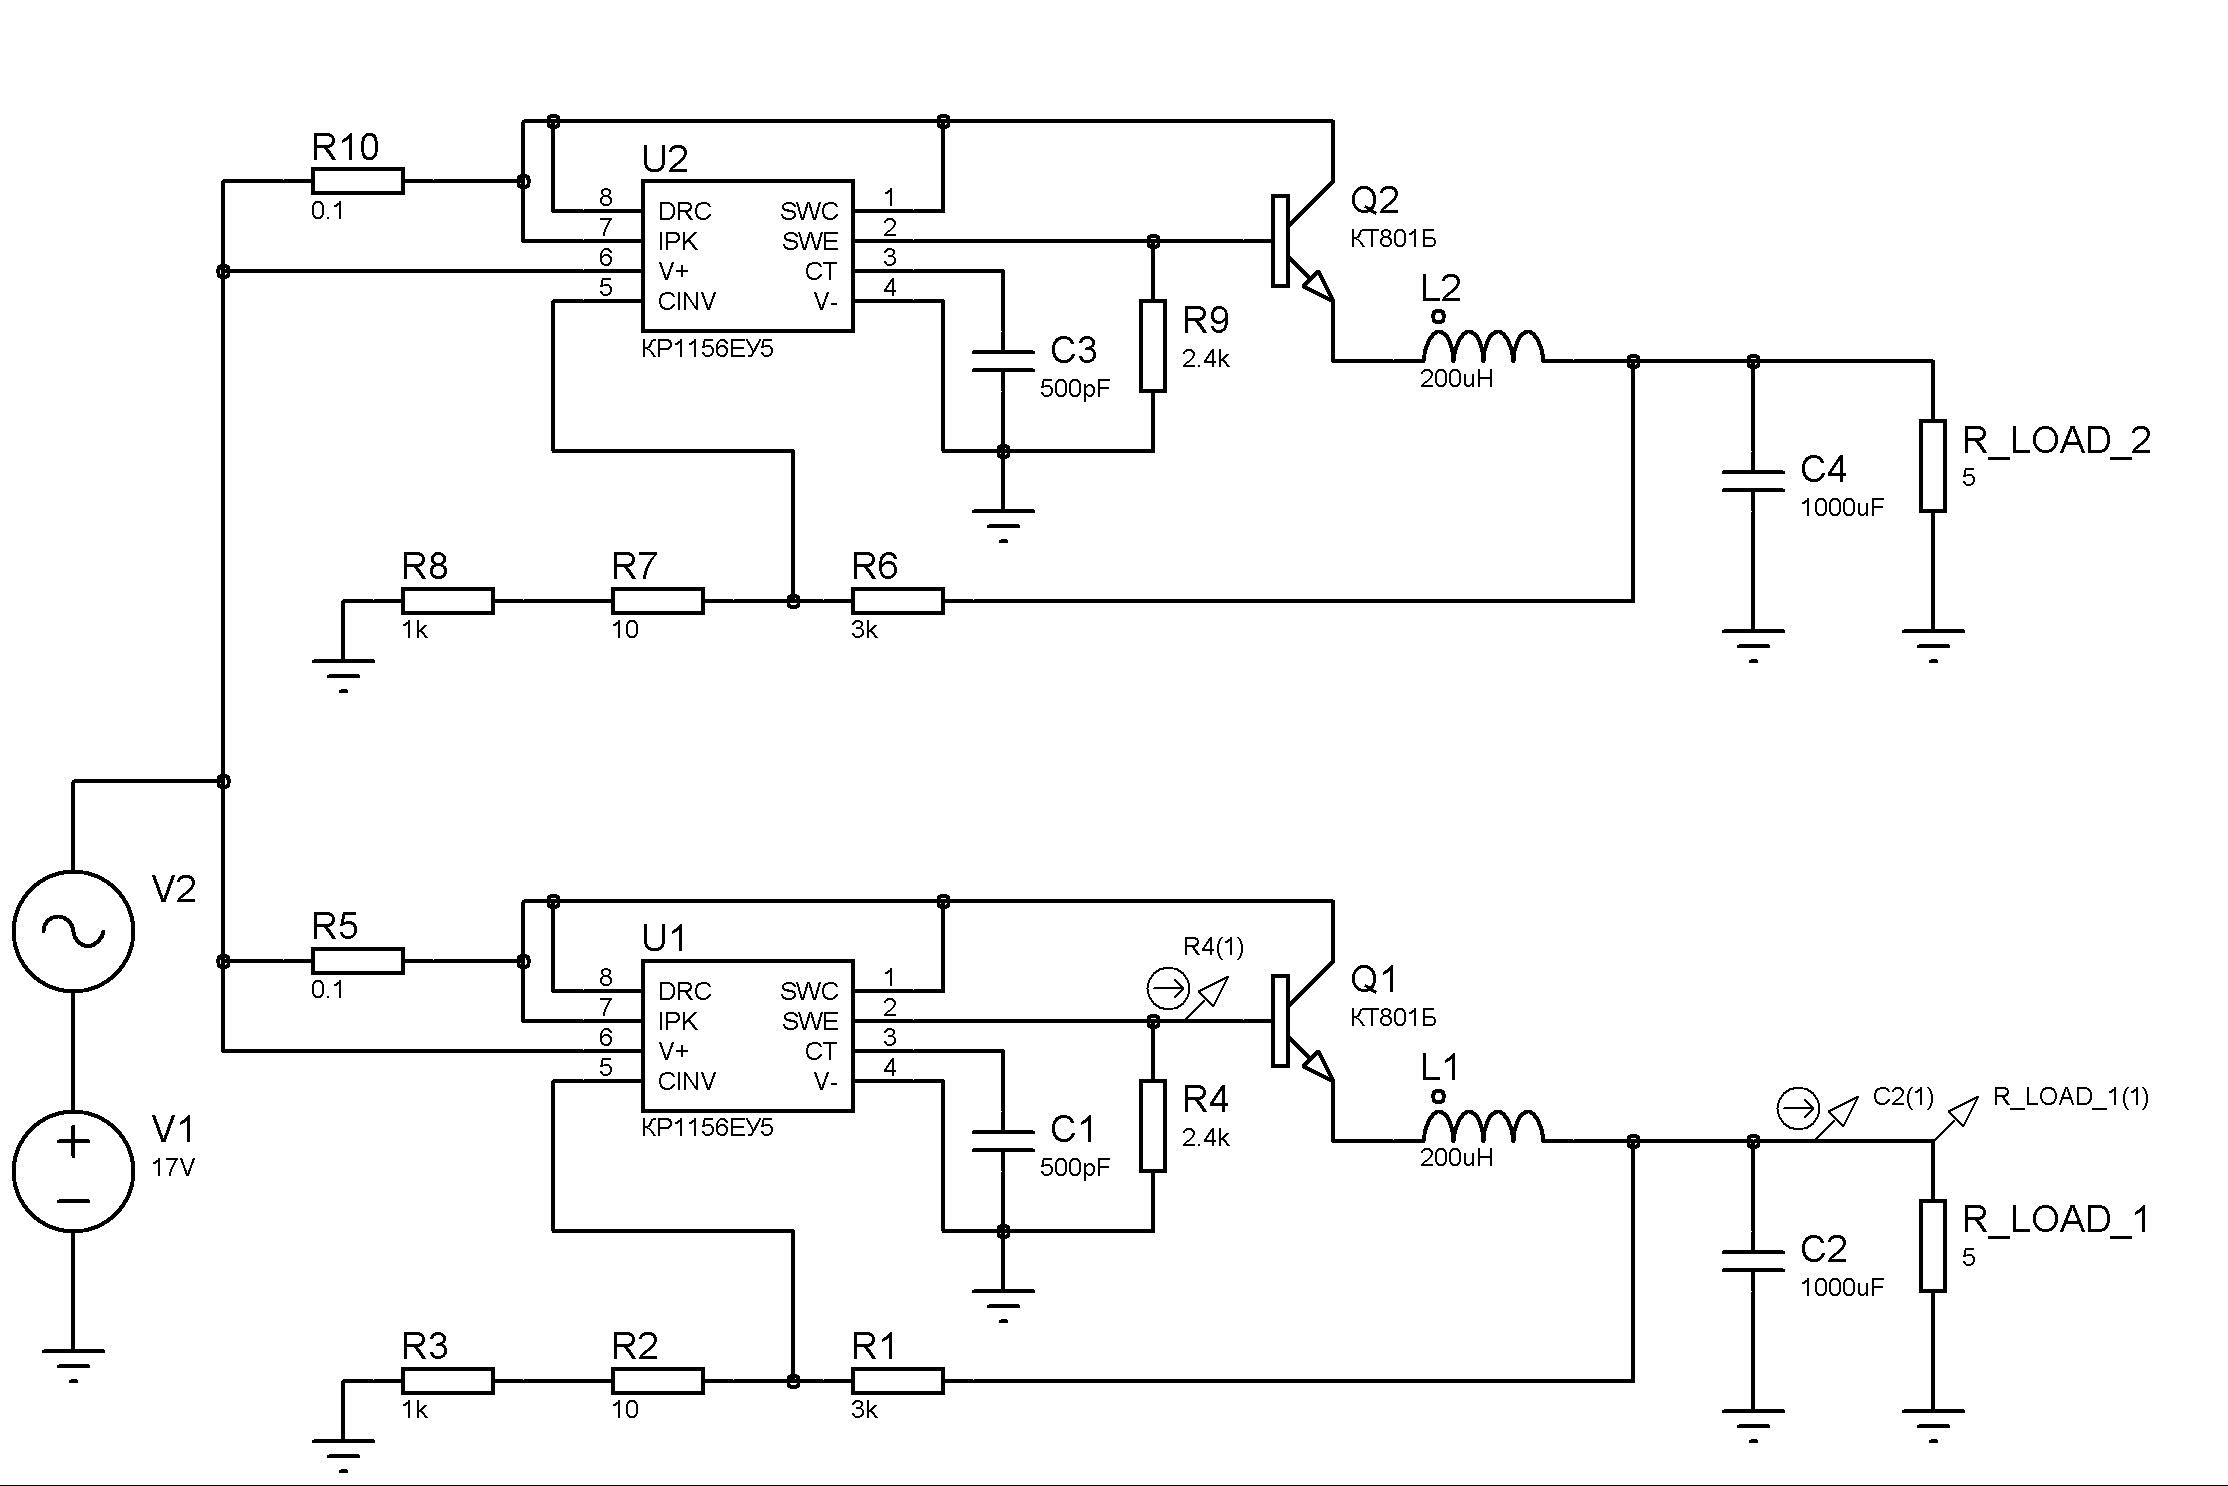 R10
0.1
U2
8 DRC SWC 1
7 IPK SWE 2
6 V+ CT 3
5 CINV V- 4
КР1156ЕУ5
Q2
КТ801Б
L2
200uH
C3
500pF
R9
2.4k
C4
1000uF
R_LOAD_2
5
R8
1k
R7
10
R6
3k
V2
V1
17V
R5
0.1
U1
8 DRC SWC 1
7 IPK SWE 2
6 V+ CT 3
5 CINV V- 4
КР1156ЕУ5
R4(1)
Q1
КТ801Б
L1
200uH
C1
500pF
R4
2.4k
C2(1)
R_LOAD_1(1)
C2
1000uF
R_LOAD_1
5
R3
1k
R2
10
R1
3k